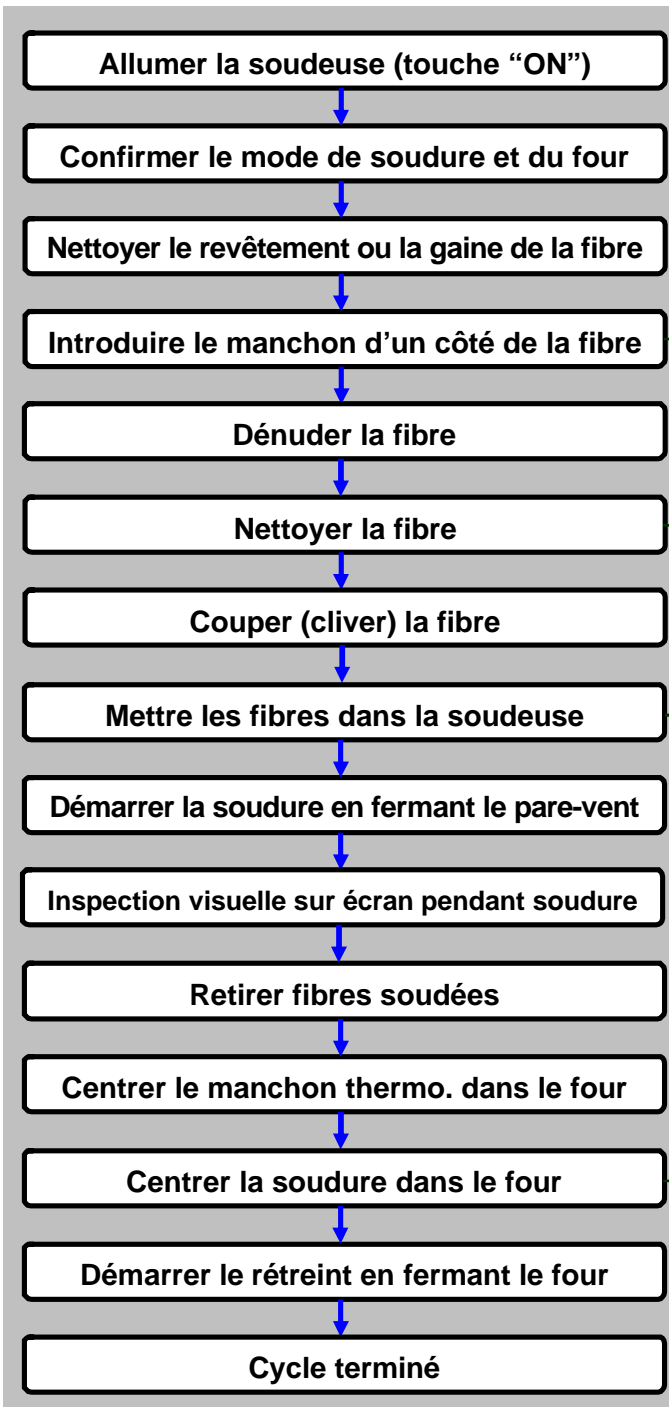 Allumer la soudeuse (touche “ON”)
Confirmer le mode de soudure et du four
Nettoyer le revêtement ou la gaine de la fibre
Introduire le manchon d’un côté de la fibre
Dénuder la fibre
Nettoyer la fibre
Couper (cliver) la fibre
Mettre les fibres dans la soudeuse
Démarrer la soudure en fermant le pare-vent
Inspection visuelle sur écran pendant soudure
Retirer fibres soudées
Centrer le manchon thermo. dans le four
Centrer la soudure dans le four
Démarrer le rétreint en fermant le four
Cycle terminé